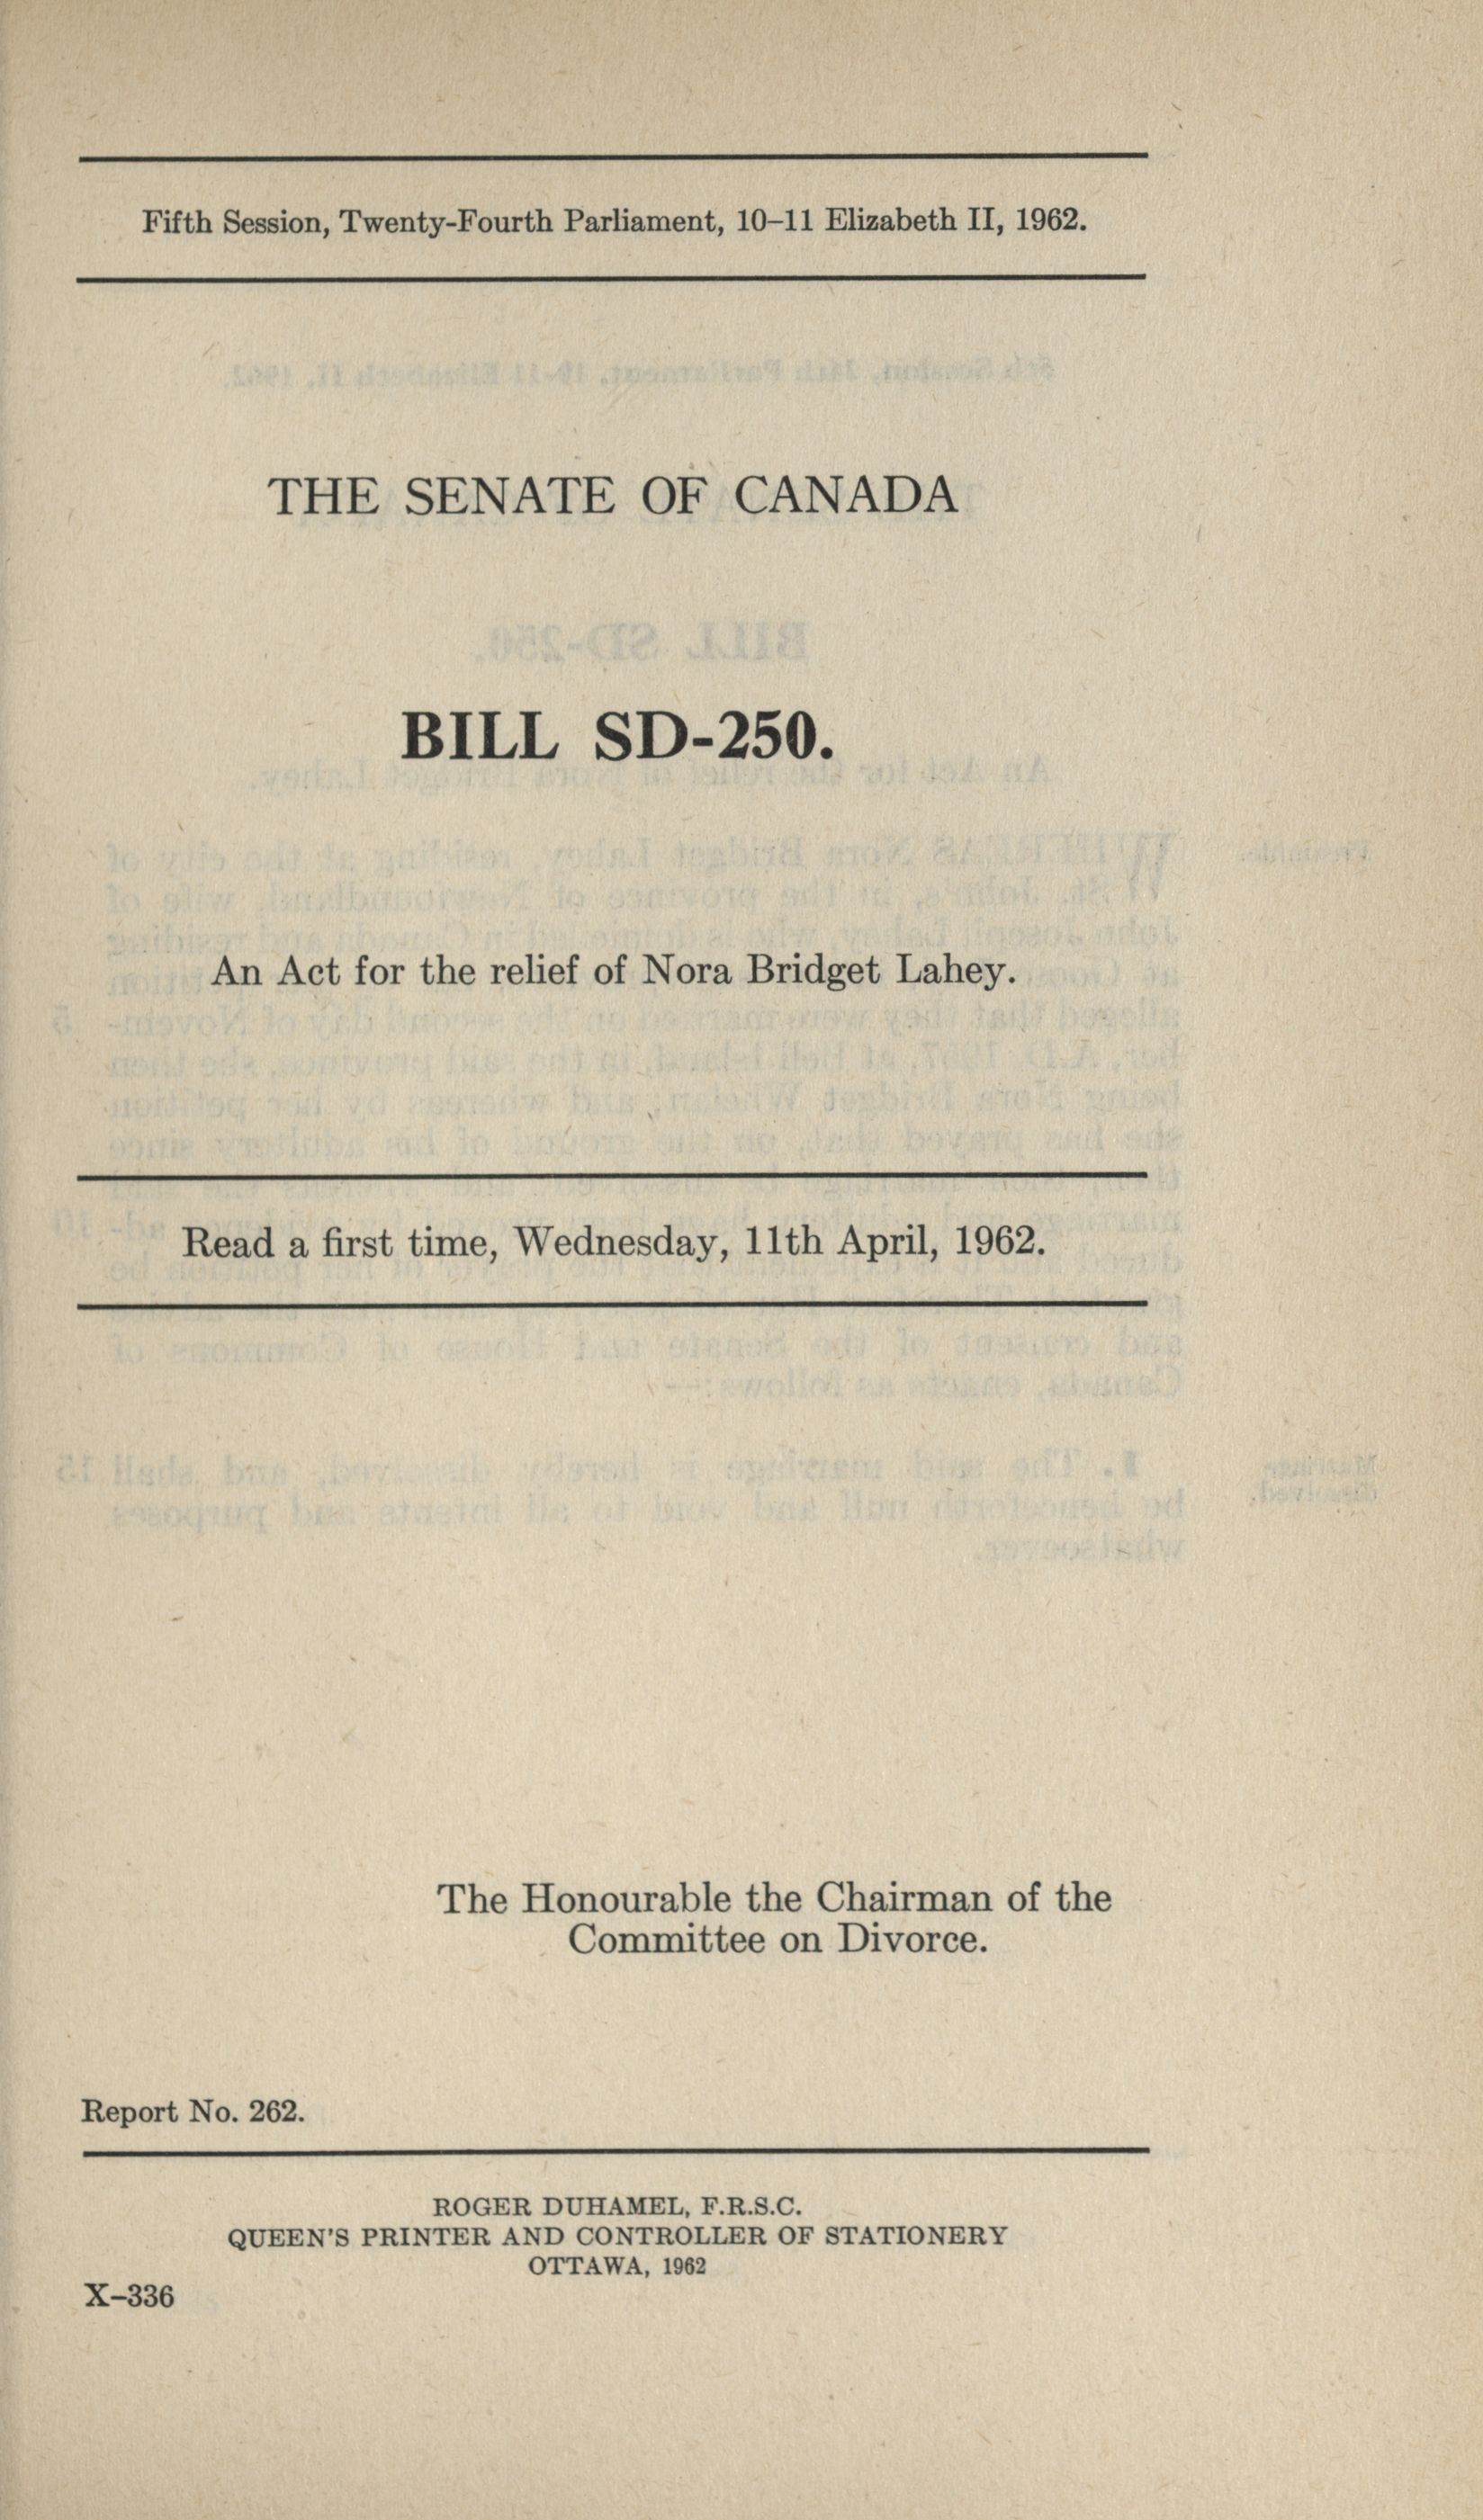 Fifth Session, Twenty-Fourth Parliament, 10–11 Elizabeth II, 1962.
THE SENATE OF CANADA
BILL SD-250.
An Act for the relief of Nora Bridget Lahey.
Read a first time, Wednesday, 11th April, 1962.
The Honourable the Chairman of the
Committee on Divorce.
Report No. 262.
ROGER DUHAMEL, F.R.S.C.
QUEEN'S PRINTER AND CONTROLLER OF STATIONERY
OTTAWA, 1962
X–336